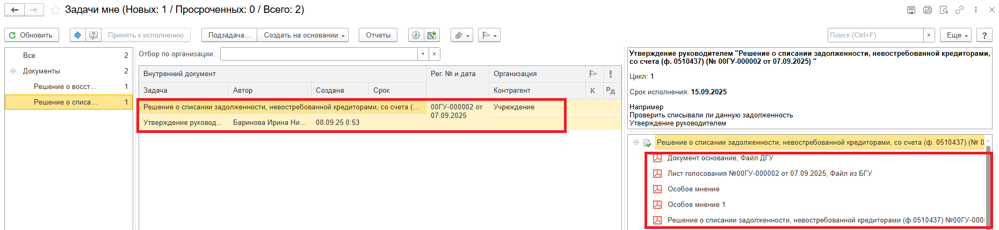 Задачи мне (Новых: 1 / Просроченных: 0 / Всего: 2)
Обновить
Принять к исполнению
Подзадача...
Создать на основании
Отчеты
Поиск (Ctrl+F)
×
Еще
?
Все 2
Документы 2
Решение о восст... 1
Решение о списа... 1
Отбор по организации:
Внутренний документ Рег. № и дата Организация
Задача Автор Создана Срок Контрагент К Рд
Решение о списании задолженности, невостребованной кредиторами, со счета (... 00ГУ-000002 от Учреждение
07.09.2025
Утверждение руковод... Баринова Ирина Ни... 08.09.25 0:53
Утверждение руководителем "Решение о списании задолженности, невостребованной кредиторами,
со счета (ф. 0510437) (№ 00ГУ-000002 от 07.09.2025) "
Цикл: 1
Срок исполнения: 15.09.2025
Например
Проверить списывали ли данную задолженность
Утверждение руководителем
Решение о списании задолженности, невостребованной кредиторами, со счета (ф. 0510437) (№ 0
Документ основание, Файл ДГУ
Лист голосования №00ГУ-000002 от 07.09.2025, Файл из БГУ
Особое мнение
Особое мнение 1
Решение о списании задолженности, невостребованной кредиторами (ф.0510437) №00ГУ-000